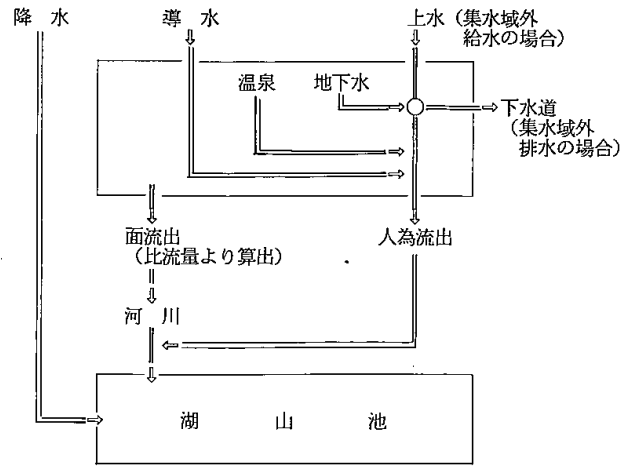 降　水
導　水
上水（集水域外
給水の場合）
温泉
地下水
下水道
（集水域外
排水の場合）
面流出
（比流量より算出）
人為流出
河　川
湖　山　池